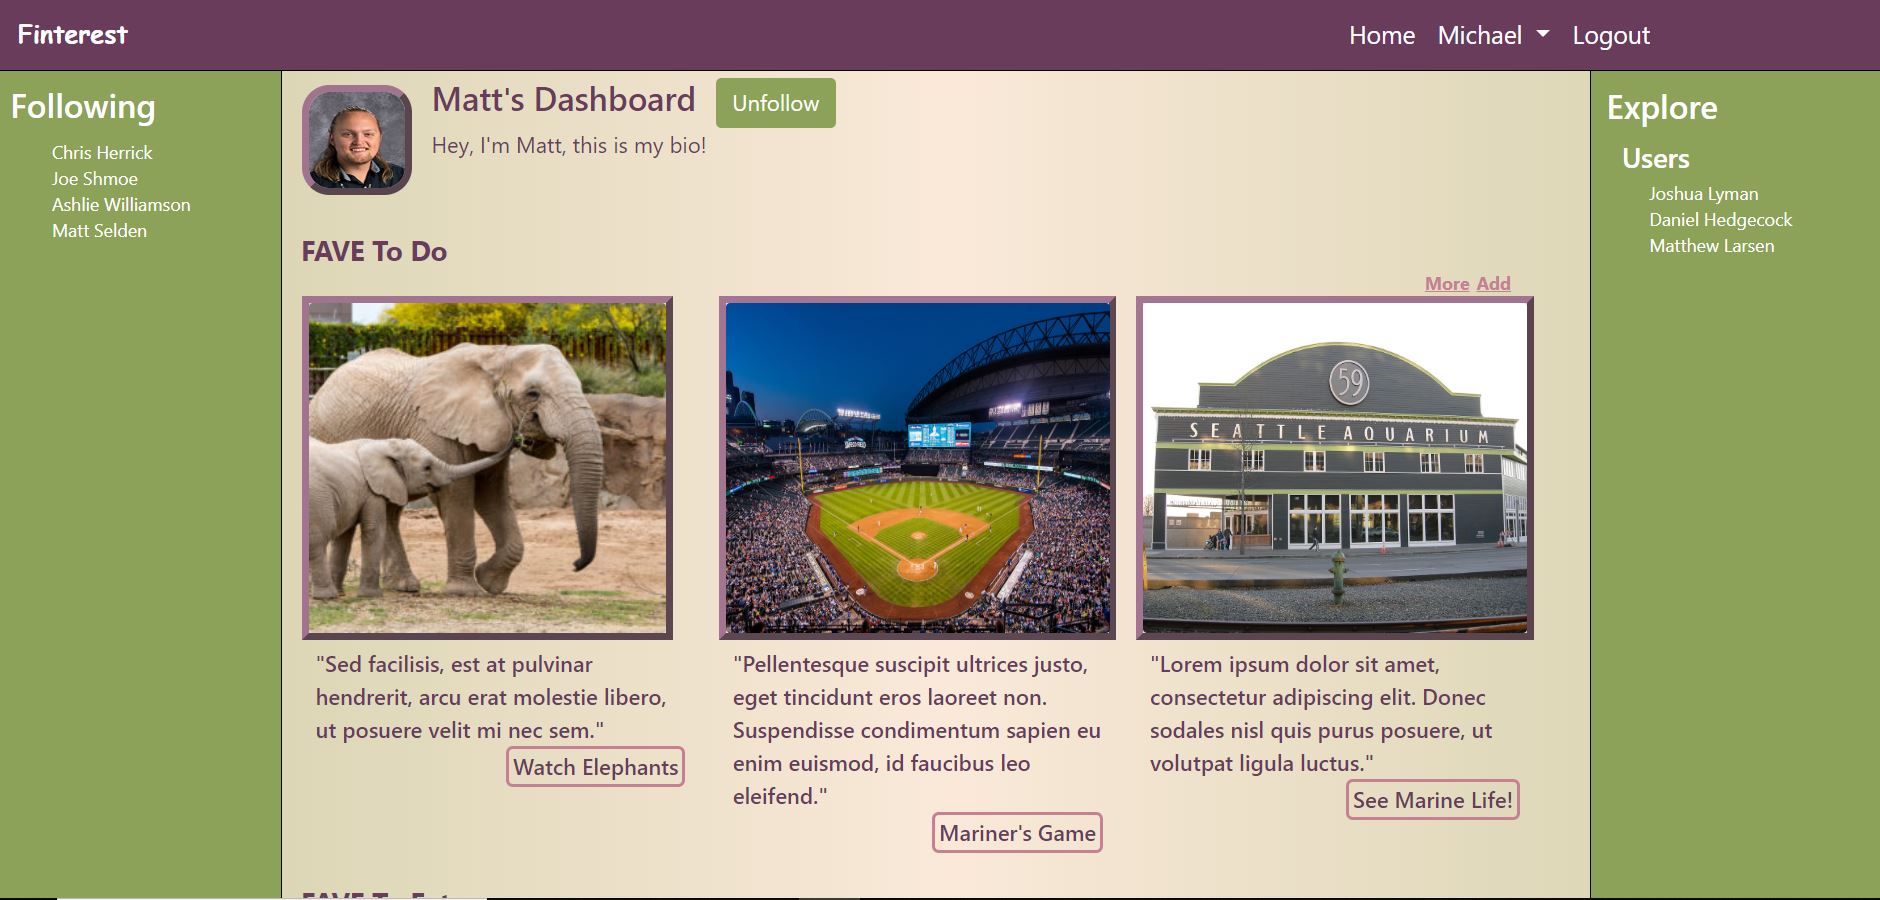 Finterest
Home Michael Logout
Following
Chris Herrick
Joe Shmoe
Ashlie Williamson
Matt Selden
Matt's Dashboard
Unfollow
Hey, I'm Matt, this is my bio!
FAVE To Do
More Add
59
SEATTLE AQUARIUM
"Sed facilisis, est at pulvinar
hendrerit, arcu erat molestie libero,
ut posuere velit mi nec sem."
Watch Elephants
"Pellentesque suscipit ultrices justo,
eget tincidunt eros laoreet non.
Suspendisse condimentum sapien eu
enim euismod, id faucibus leo
eleifend."
Mariner's Game
"Lorem ipsum dolor sit amet,
consectetur adipiscing elit. Donec
sodales nisl quis purus posuere, ut
volutpat ligula luctus."
See Marine Life!
Explore
Users
Joshua Lyman
Daniel Hedgecock
Matthew Larsen